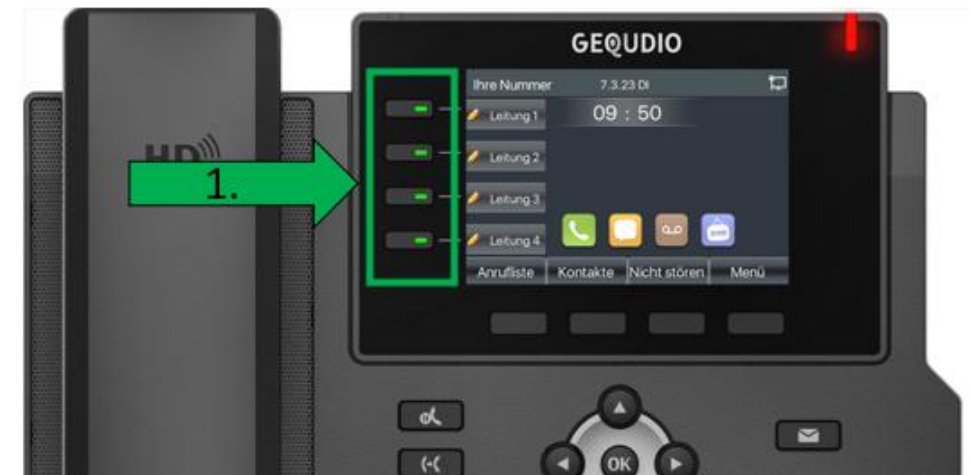 GEQUDIO
Ihre Nummer 7.3.23 DI
Leitung 1 09 : 50
HD
Leitung 2
1.
Leitung 3
Leitung 4
Anrufliste Kontakte Nicht stören Menü
OK